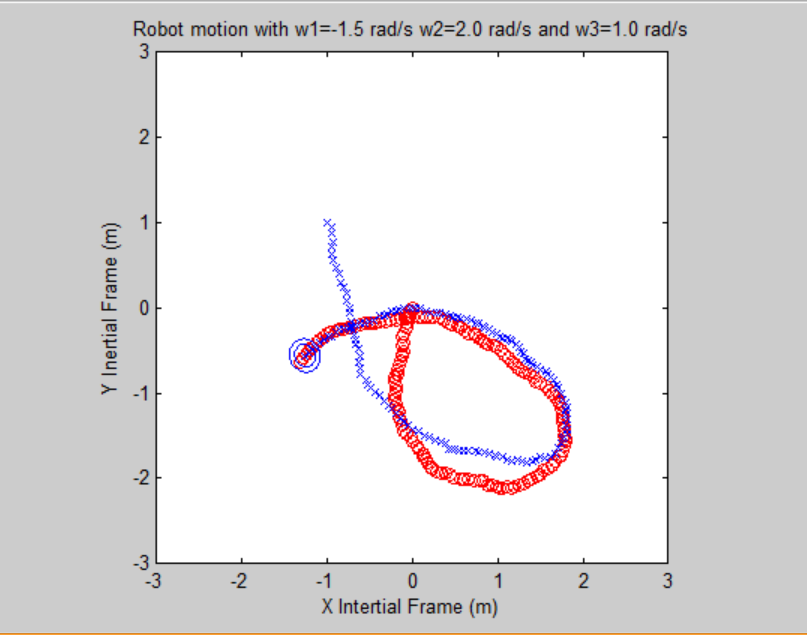 Robot motion with w1=-1.5 rad/s w2=2.0 rad/s and w3=1.0 rad/s
3
2
1
0
-1
-2
-3
Y Inertial Frame (m)
-3 -2 -1 0 1 2 3
X Intertial Frame (m)